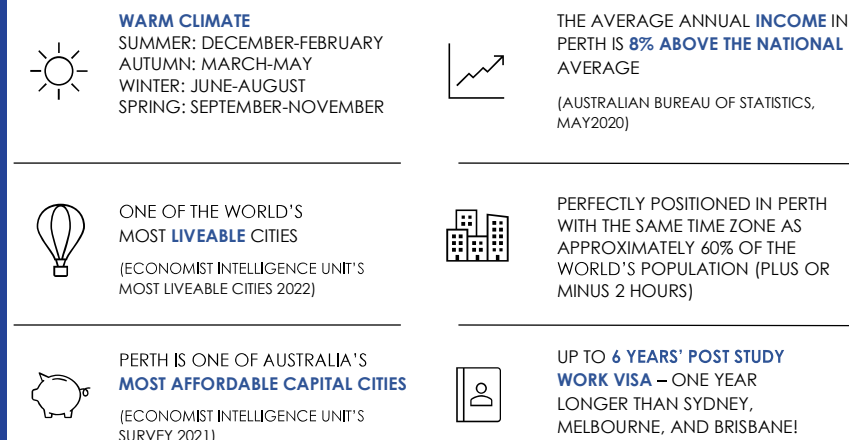 WARM CLIMATE
SUMMER: DECEMBER-FEBRUARY
AUTUMN: MARCH-MAY
WINTER: JUNE-AUGUST
SPRING: SEPTEMBER-NOVEMBER
THE AVERAGE ANNUAL INCOME IN
PERTH IS 8% ABOVE THE NATIONAL
AVERAGE
(AUSTRALIAN BUREAU OF STATISTICS,
MAY2020)
ONE OF THE WORLD'S
MOST LIVEABLE CITIES
(ECONOMIST INTELLIGENCE UNIT'S
MOST LIVEABLE CITIES 2022)
PERFECTLY POSITIONED IN PERTH
WITH THE SAME TIME ZONE AS
APPROXIMATELY 60% OF THE
WORLD'S POPULATION (PLUS OR
MINUS 2 HOURS)
PERTH IS ONE OF AUSTRALIA'S
MOST AFFORDABLE CAPITAL CITIES
(ECONOMIST INTELLIGENCE UNIT'S
SURVEY 2021)
UP TO 6 YEARS' POST STUDY
WORK VISA – ONE YEAR
LONGER THAN SYDNEY,
MELBOURNE, AND BRISBANE!